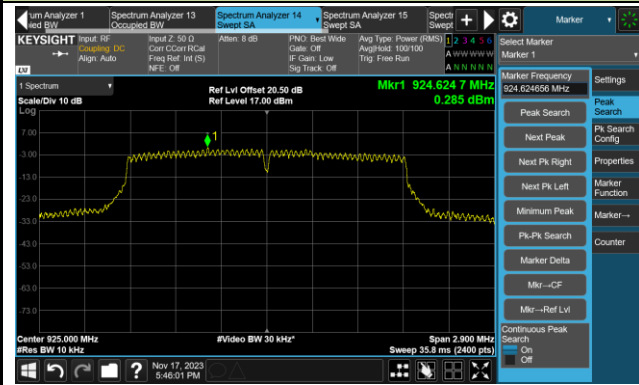 um Analyzer 1
ied BW
Spectrum Analyzer 13
Occupied BW
Spectrum Analyzer 14
Swept SA
Spectrum Analyzer 15
Swept SA
Spect
Swept
Marker
KEYSIGHT
Input: RF
Coupling: DC
Align: Auto
Input Z: 50 Ω
Corr CCorr RCal
Freq Ref: Int (S)
NFE: Off
Atten: 8 dB
PNO: Best Wide
Gate: Off
IF Gain: Low
Sig Track: Off
Avg Type: Power (RMS)
Avg|Hold: 100/100
Trig: Free Run
1 2 3 4 5 6
A W W W W W
A N N N N N
LXI
Select Marker
Marker 1
1 Spectrum
Scale/Div 10 dB
Log
Ref Lvl Offset 20.50 dB
Ref Level 17.00 dBm
Mkr1 924.624 7 MHz
0.285 dBm
1
7.00
-3.00
-13.0
-23.0
-33.0
-43.0
-53.0
-63.0
-73.0
Center 925.000 MHz
#Res BW 10 kHz
#Video BW 30 kHz*
Span 2.900 MHz
Sweep 35.8 ms (2400 pts)
Marker Frequency
924.624656 MHz
Peak Search
Next Peak
Next Pk Right
Next Pk Left
Minimum Peak
Pk-Pk Search
Marker Delta
Mkr→CF
Mkr→Ref Lvl
Continuous Peak
Search
On
Off
Settings
Peak
Search
Pk Search
Config
Properties
Marker
Function
Marker→
Counter
?
Nov 17, 2023
5:46:01 PM